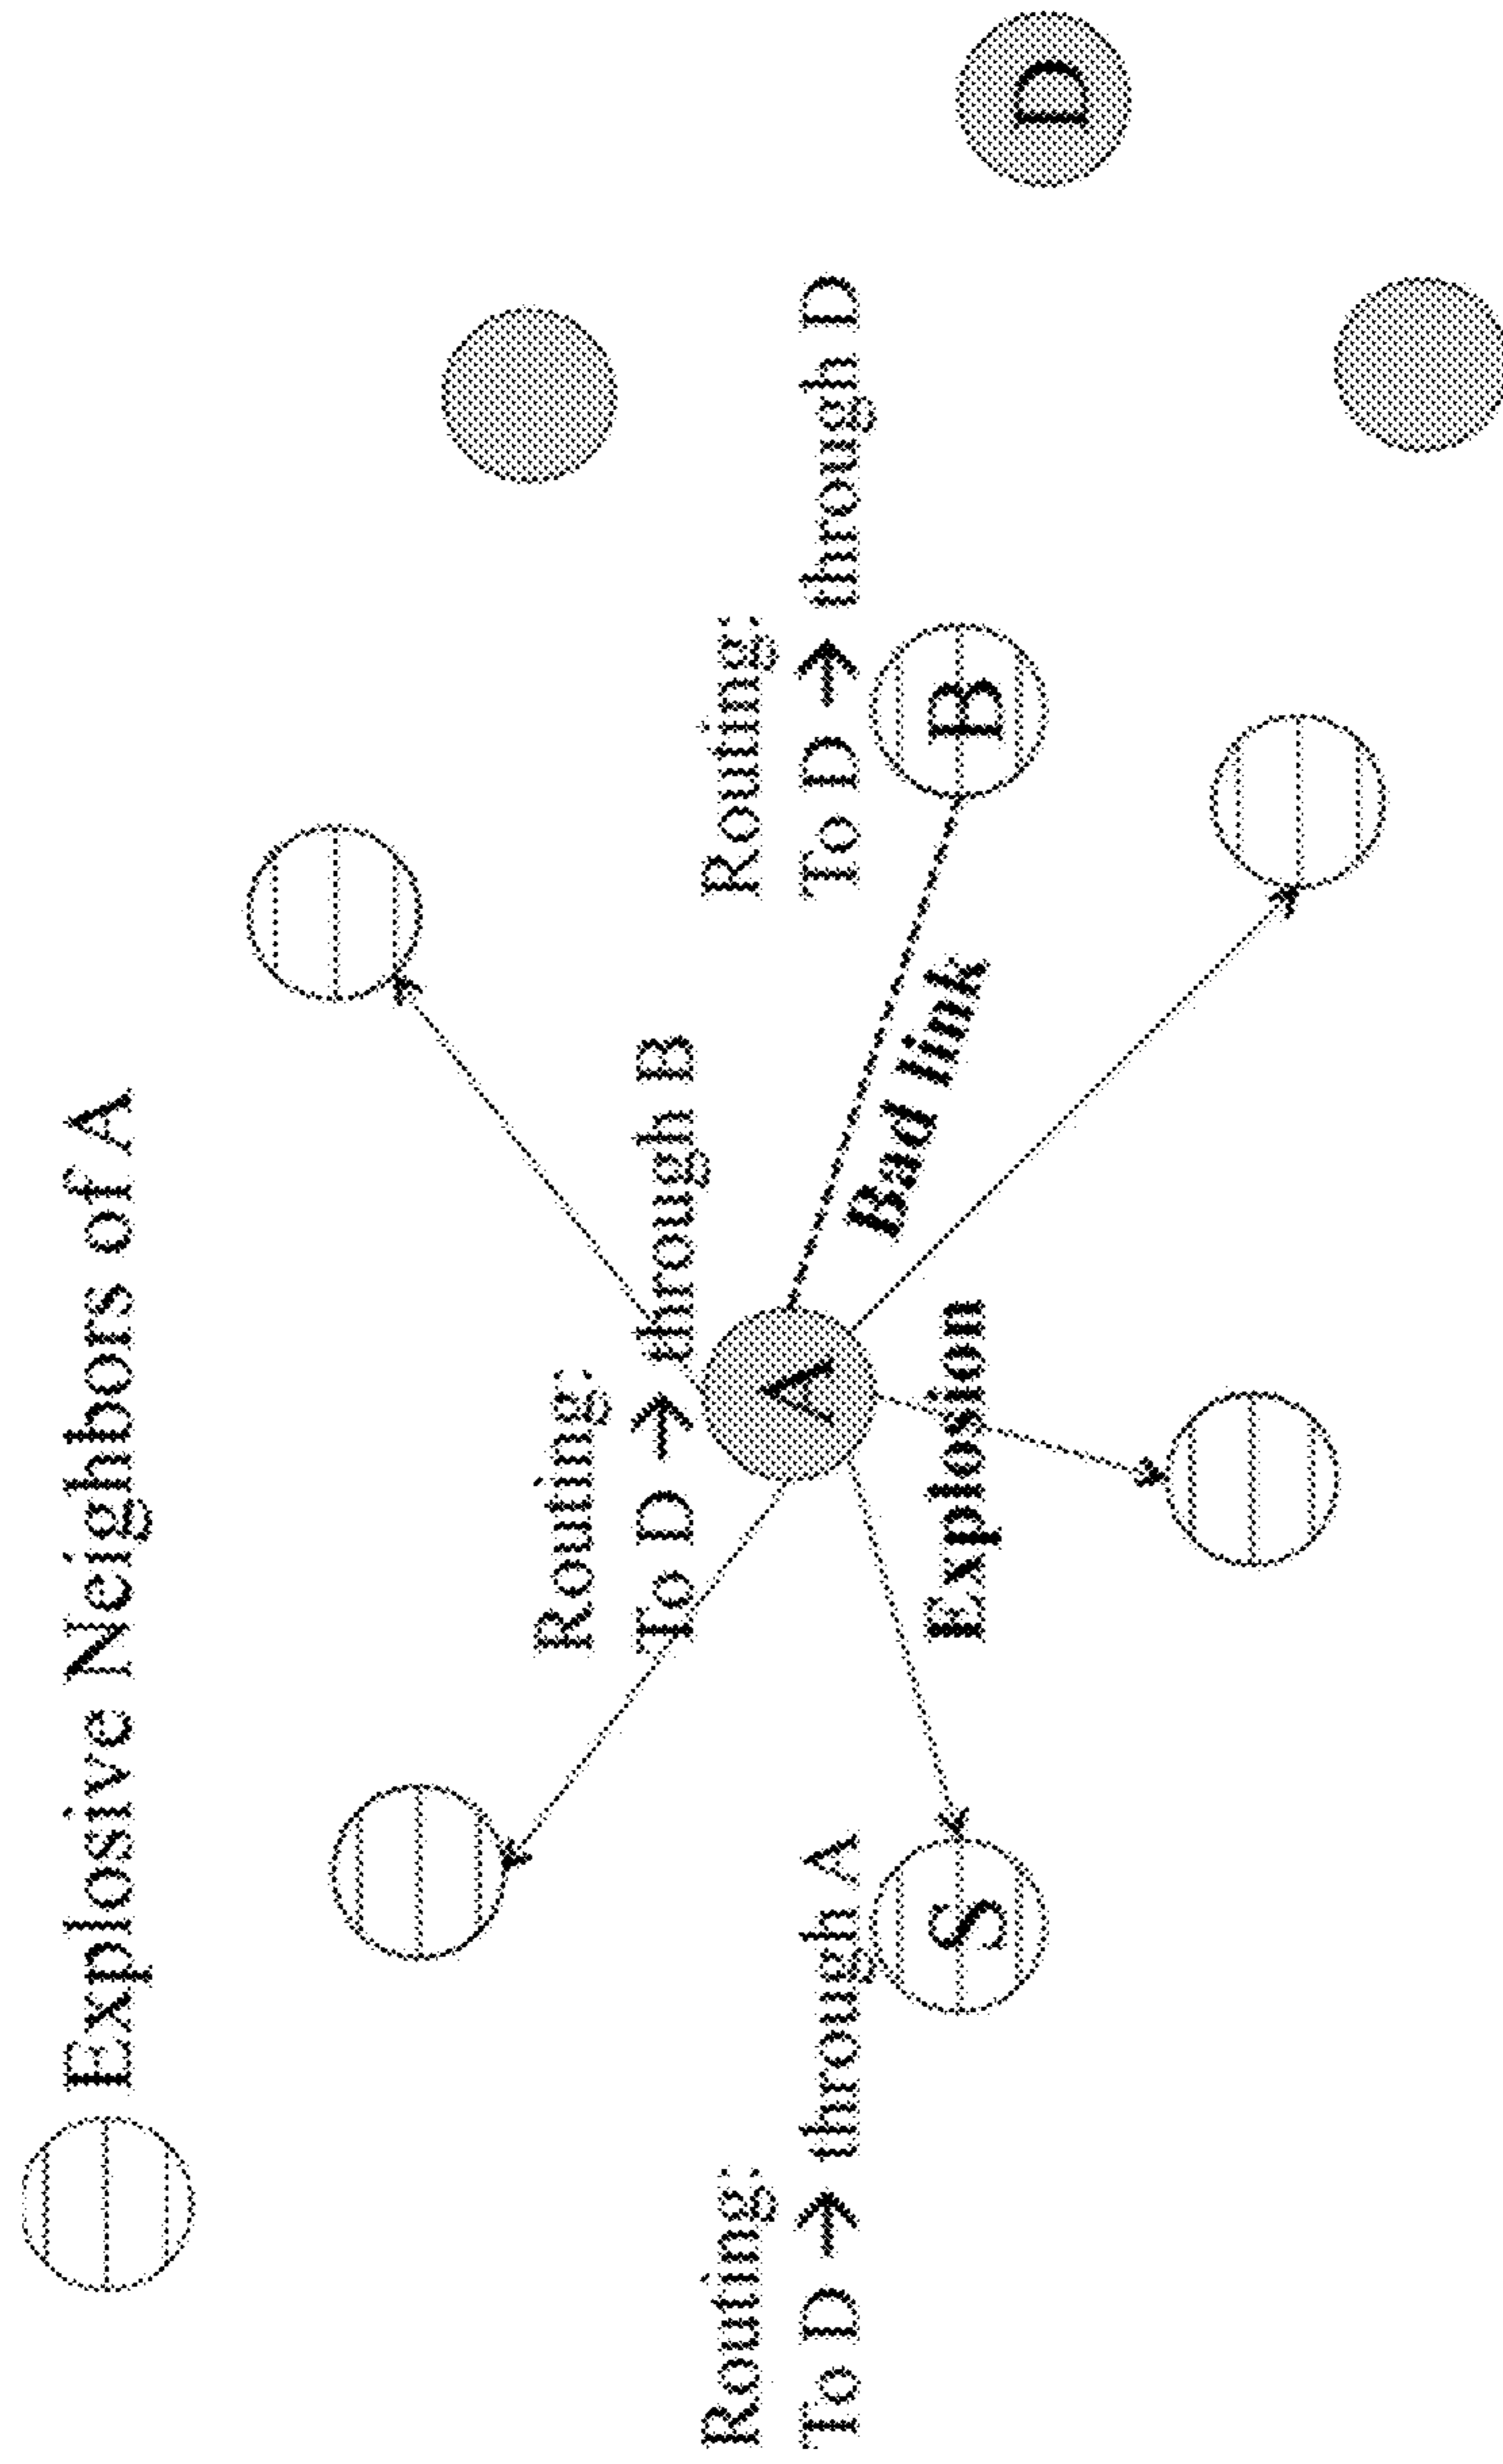 Explosive Neighbors of A
Routing:
To D → through B
Routing:
To D → through A
Routing:
To D → through D
A
S
B
D
Bad link
Explosion